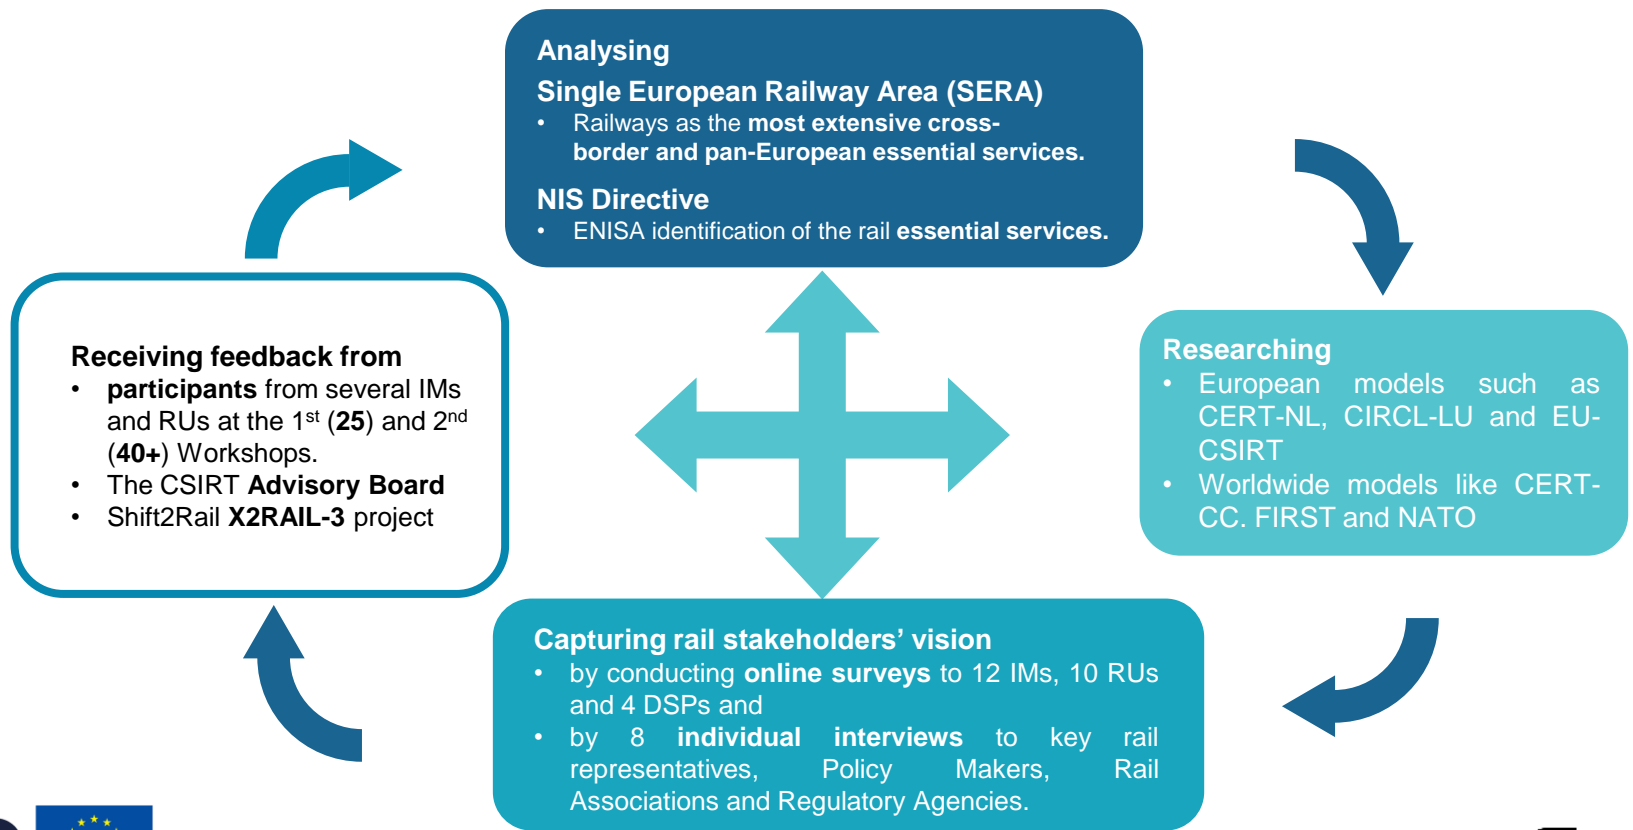 Analysing
Single European Railway Area (SERA)
• Railways as the most extensive cross-
border and pan-European essential services.
NIS Directive
• ENISA identification of the rail essential services.
Researching
• European models such as
CERT-NL, CIRCL-LU and EU-
CSIRT
• Worldwide models like CERT-
CC. FIRST and NATO
Capturing rail stakeholders’ vision
• by conducting online surveys to 12 IMs, 10 RUs
and 4 DSPs and
• by 8 individual interviews to key rail
representatives, Policy Makers, Rail
Associations and Regulatory Agencies.
Receiving feedback from
• participants from several IMs
and RUs at the 1st (25) and 2nd
(40+) Workshops.
• The CSIRT Advisory Board
• Shift2Rail X2RAIL-3 project